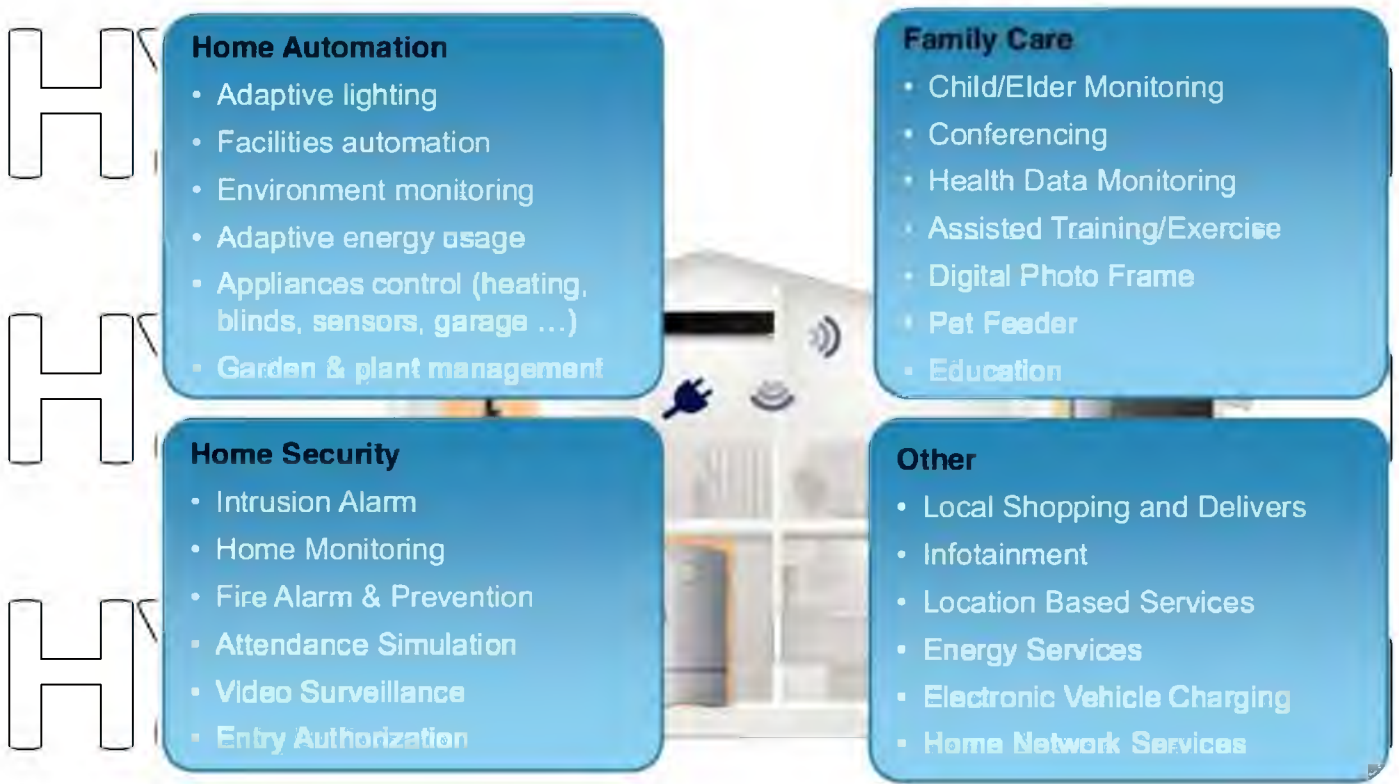 Home Automation
• Adaptive lighting
• Facilities automation
• Environment monitoring
• Adaptive energy usage
• Appliances control (heating,
blinds, sensors, garage ...)
• Garden & plant management
Family Care
• Child/Elder Monitoring
• Conferencing
• Health Data Monitoring
• Assisted Training/Exercise
• Digital Photo Frame
• Pet Feeder
• Education
Home Security
• Intrusion Alarm
• Home Monitoring
• Fire Alarm & Prevention
• Attendance Simulation
• Video Surveillance
• Entry Authorization
Other
• Local Shopping and Delivers
• Infotainment
• Location Based Services
• Energy Services
• Electronic Vehicle Charging
• Home Network Services
H
H
H